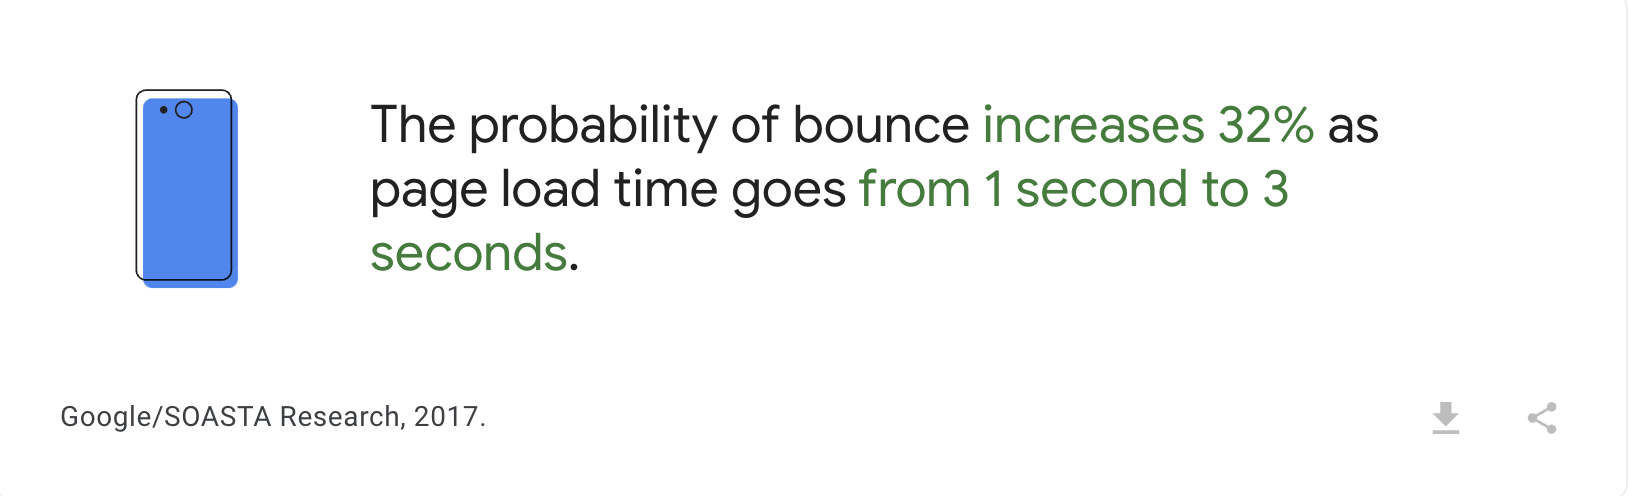 The probability of bounce increases 32% as
page load time goes from 1 second to 3
seconds.
Google/SOASTA Research, 2017.